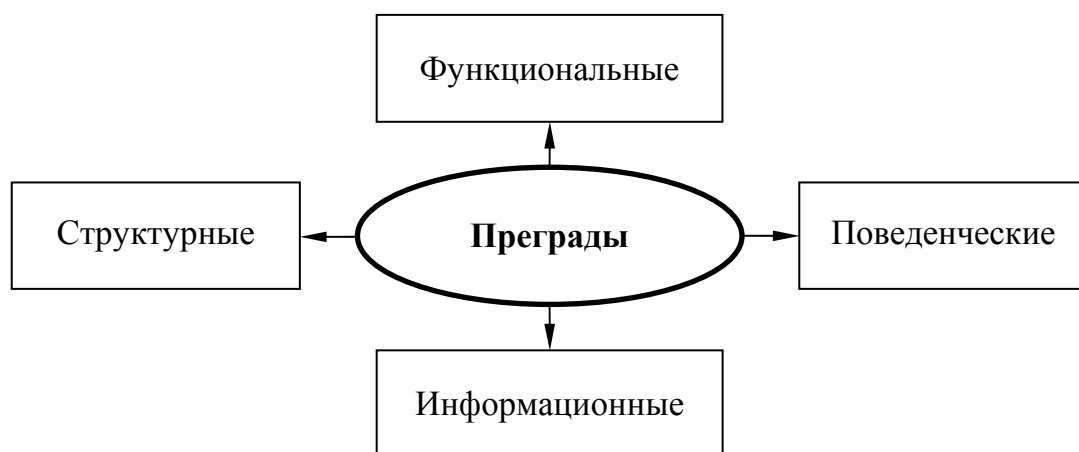 Функциональные
Структурные
Преграды
Поведенческие
Информационные